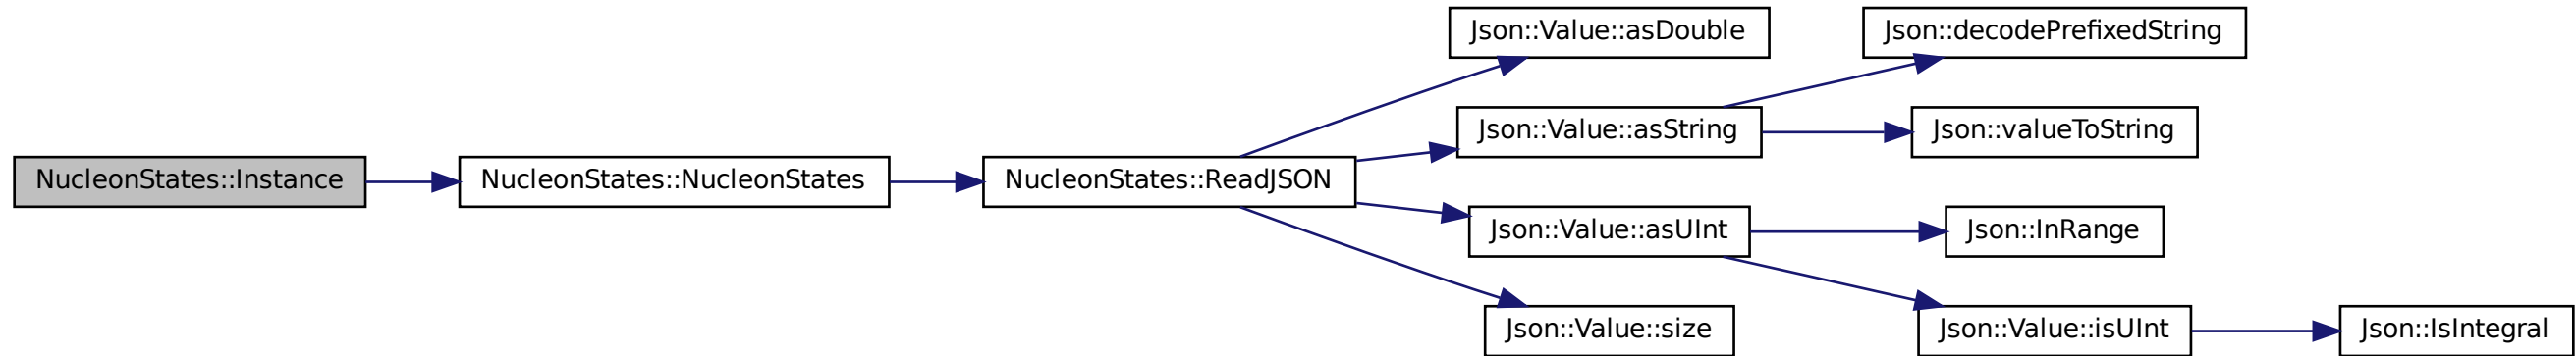 NucleonStates::Instance
NucleonStates::NucleonStates
NucleonStates::ReadJSON
Json::Value::asDouble
Json::Value::asString
Json::Value::asUInt
Json::Value::size
Json::decodePrefixedString
Json::valueToString
Json::InRange
Json::Value::isUInt
Json::IsIntegral